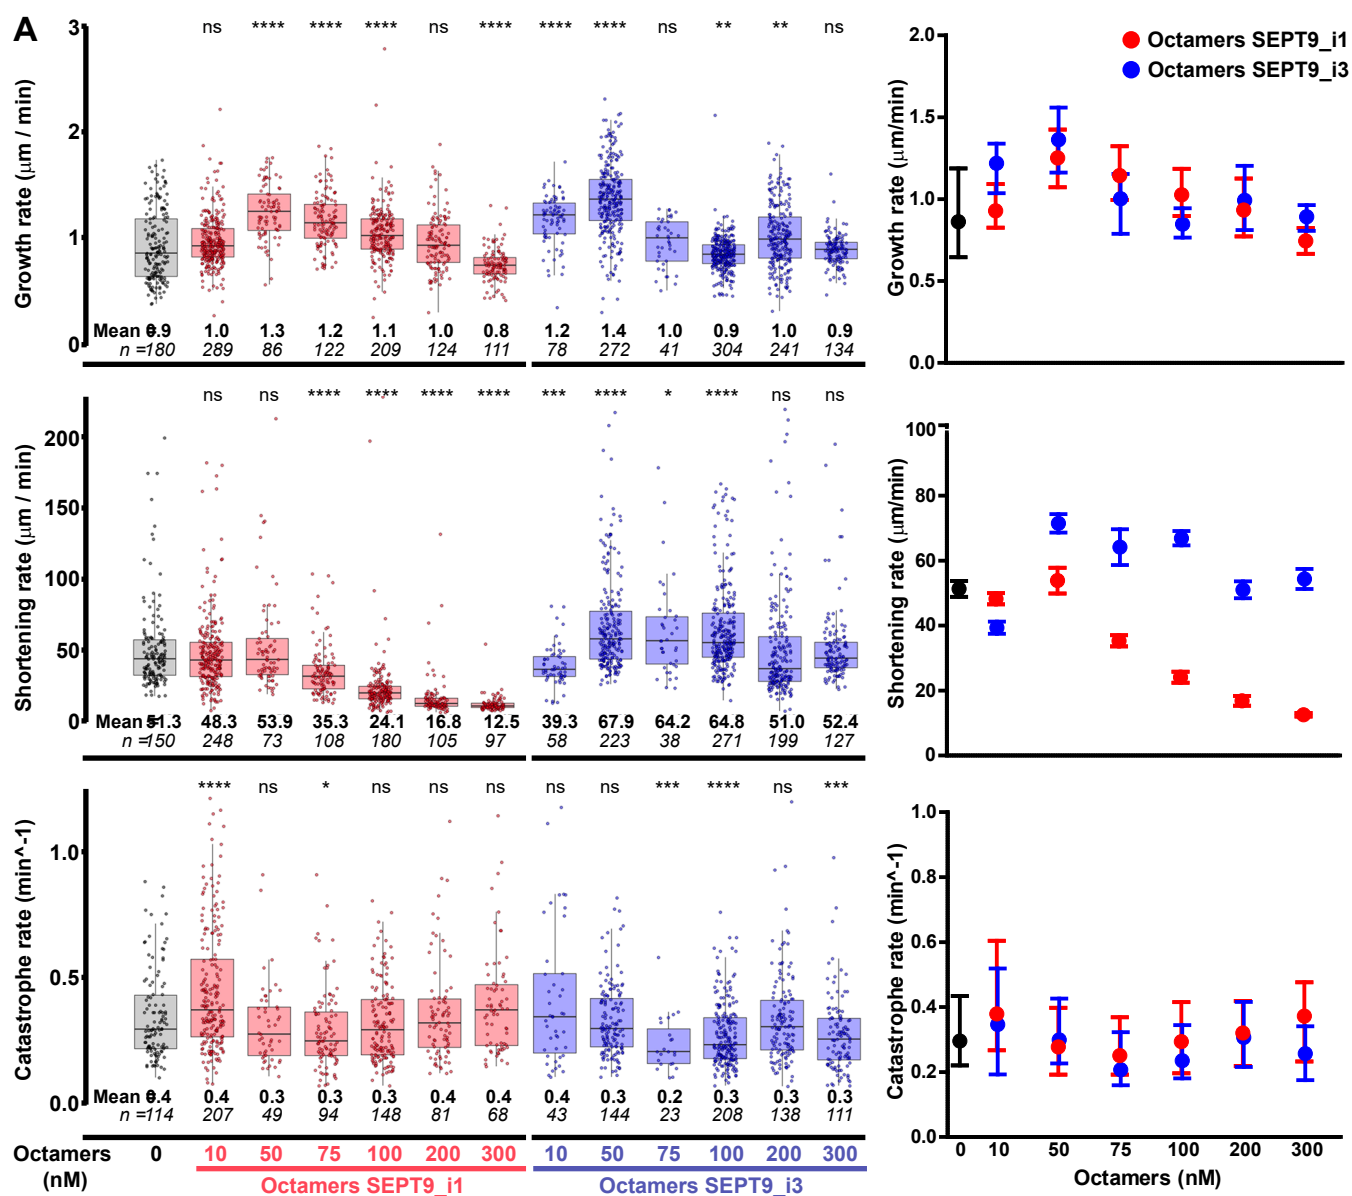 A
ns **** **** **** ns **** **** **** ns ** ** ns
3
2
1
0
Growth rate (μm / min)
Mean = 0.9 1.0 1.3 1.2 1.1 1.0 0.8 1.2 1.4 1.0 0.9 1.0 0.9
n = 180 289 86 122 209 124 111 78 272 41 304 241 134
2.0
1.5
1.0
0.5
0.0
Growth rate (μm/min)
Octamers SEPT9_i1
Octamers SEPT9_i3
ns ns **** **** **** **** *** **** * **** ns ns
200
150
100
50
0
Shortening rate (μm / min)
Mean = 51.3 48.3 53.9 35.3 24.1 16.8 12.5 39.3 67.9 64.2 64.8 51.0 52.4
n = 150 248 73 108 180 105 97 58 223 38 271 199 127
100
80
60
40
20
0
Shortening rate (μm/min)
**** ns * ns ns ns ns ns *** **** ns ***
1.0
0.5
0.0
Catastrophe rate (min^-1)
Mean = 0.4 0.4 0.3 0.3 0.3 0.4 0.4 0.4 0.3 0.2 0.3 0.3 0.3
n = 114 207 49 94 148 81 68 43 144 23 208 138 111
Octamers 0 10 50 75 100 200 300 10 50 75 100 200 300
(nM)
Octamers SEPT9_i1 Octamers SEPT9_i3
1.0
0.8
0.6
0.4
0.2
0.0
Catastrophe rate (min^-1)
0 10 50 75 100 200 300
Octamers (nM)